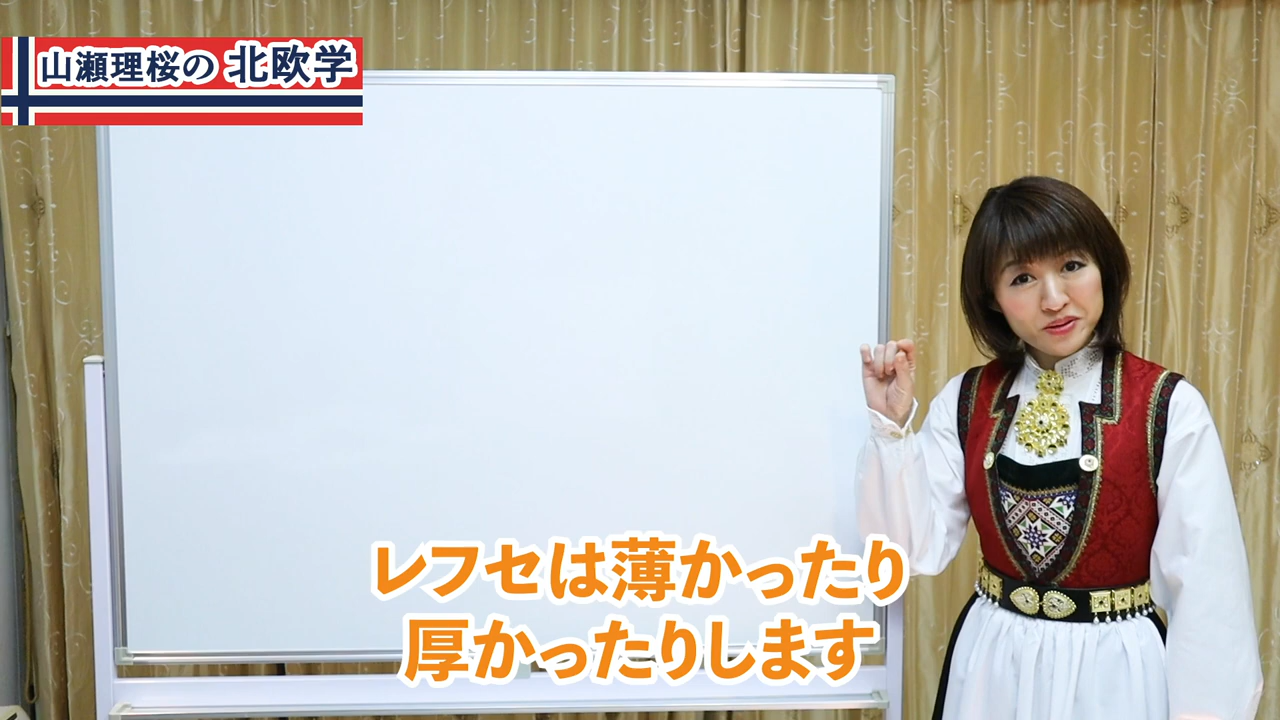 山瀬理桜の北欧学
レフセは薄かったり
厚かったりします